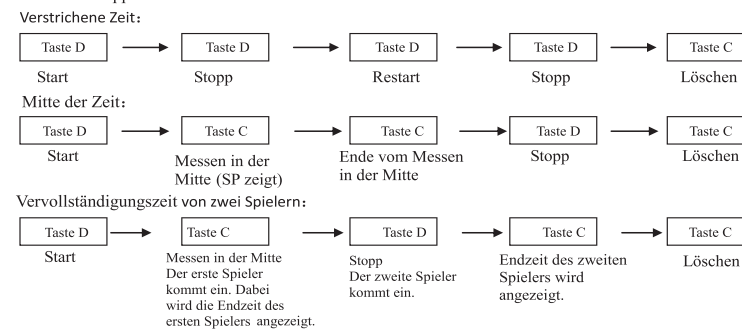 Verstrichene Zeit:
Taste D Taste D Taste D Taste D Taste C
Start Stopp Restart Stopp Löschen
Mitte der Zeit:
Taste D Taste C Taste C Taste D Taste C
Start Messen in der Mitte (SP zeigt) Ende vom Messen in der Mitte Stopp Löschen
Vervollständigungszeit von zwei Spielern:
Taste D Taste C Taste D Taste C Taste C
Start
Messen in der Mitte
Der erste Spieler
kommt ein. Dabei
wird die Endzeit des
ersten Spielers angezeigt.
Stopp
Der zweite Spieler
kommt ein.
Endzeit des zweiten
Spielers wird
angezeigt.
Löschen